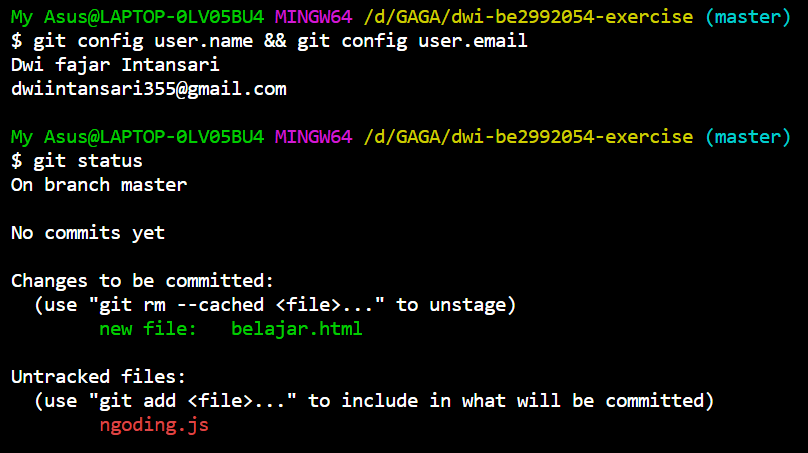 My Asus@LAPTOP-0LV05BU4 MINGW64 /d/GAGA/dwi-be2992054-exercise (master)
$ git config user.name && git config user.email
Dwi fajar Intansari
dwiintansari355@gmail.com
My Asus@LAPTOP-0LV05BU4 MINGW64 /d/GAGA/dwi-be2992054-exercise (master)
$ git status
On branch master
No commits yet
Changes to be committed:
(use "git rm --cached <file>..." to unstage)
new file:   belajar.html
Untracked files:
(use "git add <file>..." to include in what will be committed)
ngoding.js